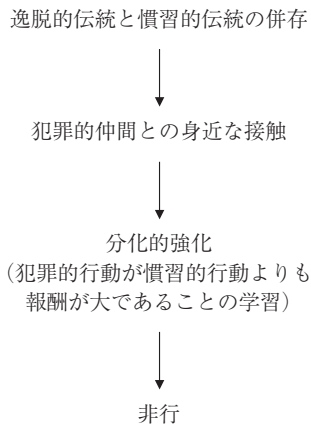 逸脱的伝統と慣習的伝統の併存
犯罪的仲間との身近な接触
分化的強化
（犯罪的行動が慣習的行動よりも
報酬が大であることの学習）
非行